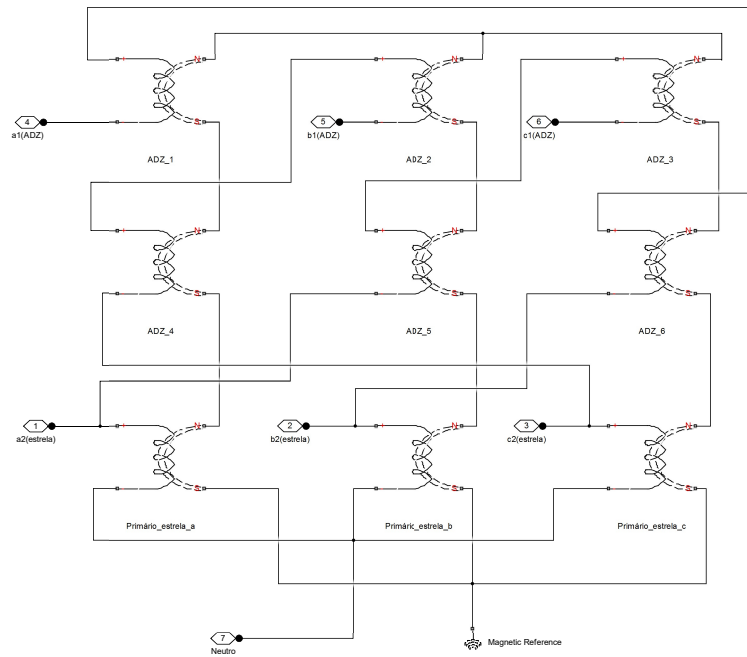 N
N
N
4
a1(ADZ)
5
b1(ADZ)
6
c1(ADZ)
S
S
S
ADZ_1
ADZ_2
ADZ_3
N
N
N
S
S
S
ADZ_4
ADZ_5
ADZ_6
1
a2(estrela)
2
b2(estrela)
3
c2(estrela)
N
N
N
S
S
S
Primário_estrela_a
Primário_estrela_b
Primário_estrela_c
7
Neutro
Magnetic Reference